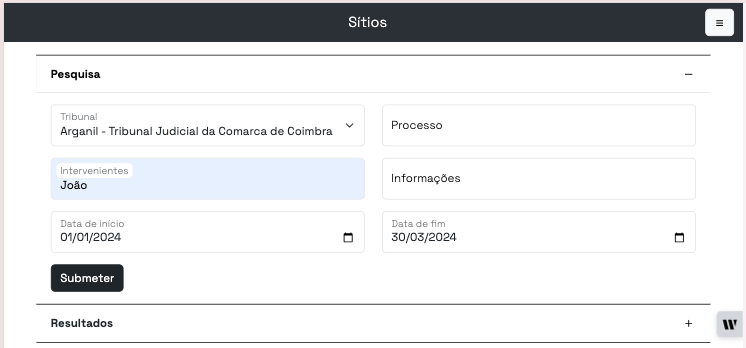 Sítios
Pesquisa
Tribunal
Arganil - Tribunal Judicial da Comarca de Coimbra
Processo
Intervenientes
João
Informações
Data de início
01/01/2024
Data de fim
30/03/2024
Submeter
Resultados
W